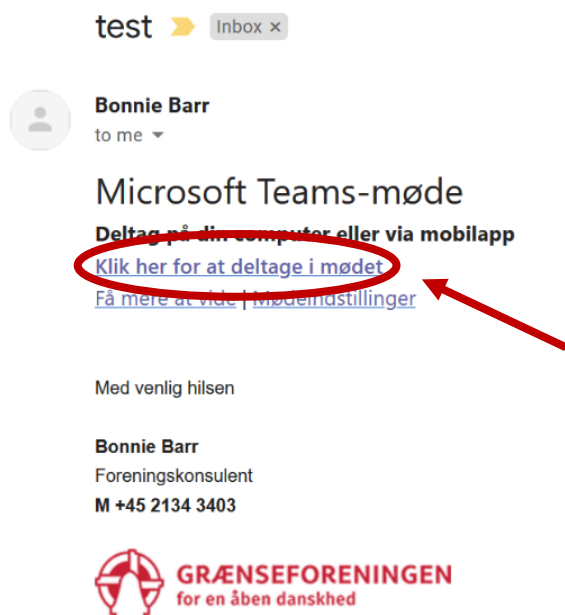 test Inbox ×
Bonnie Barr
to me
Microsoft Teams-møde
Deltag på din computer eller via mobilapp
Klik her for at deltage i mødet
Få mere at vide | Mødeindstillinger
Med venlig hilsen
Bonnie Barr
Foreningskonsulent
M +45 2134 3403
GRÆNSEFORENINGEN
for en åben danskhed